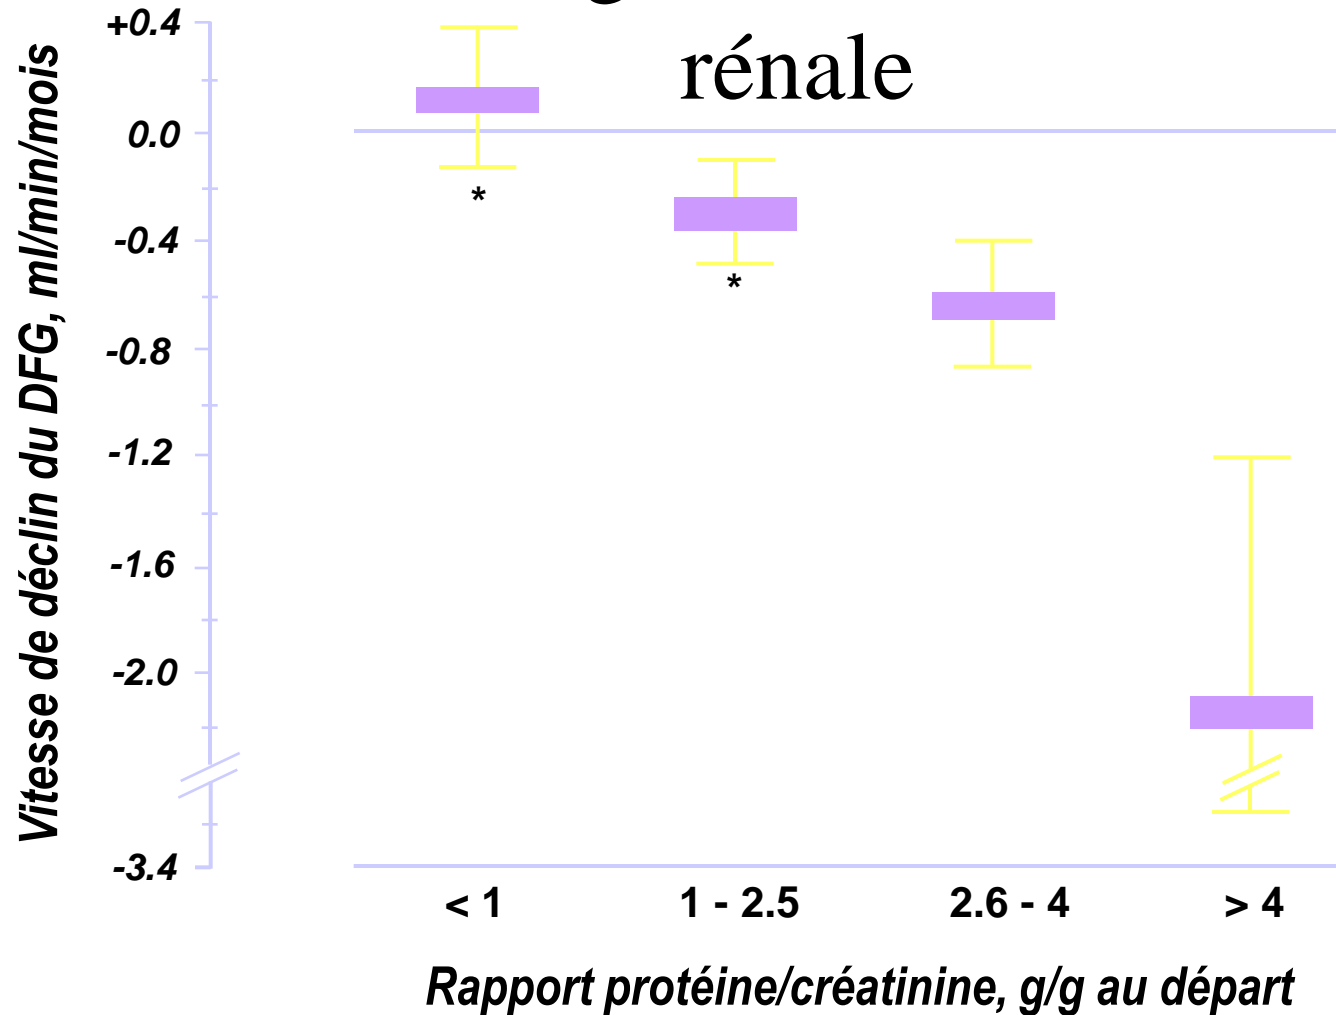 rénale
Vitesse de déclin du DFG, ml/min/mois
+0.4
0.0
-0.4
-0.8
-1.2
-1.6
-2.0
-3.4
*
*
< 1
1 - 2.5
2.6 - 4
> 4
Rapport protéine/créatinine, g/g au départ